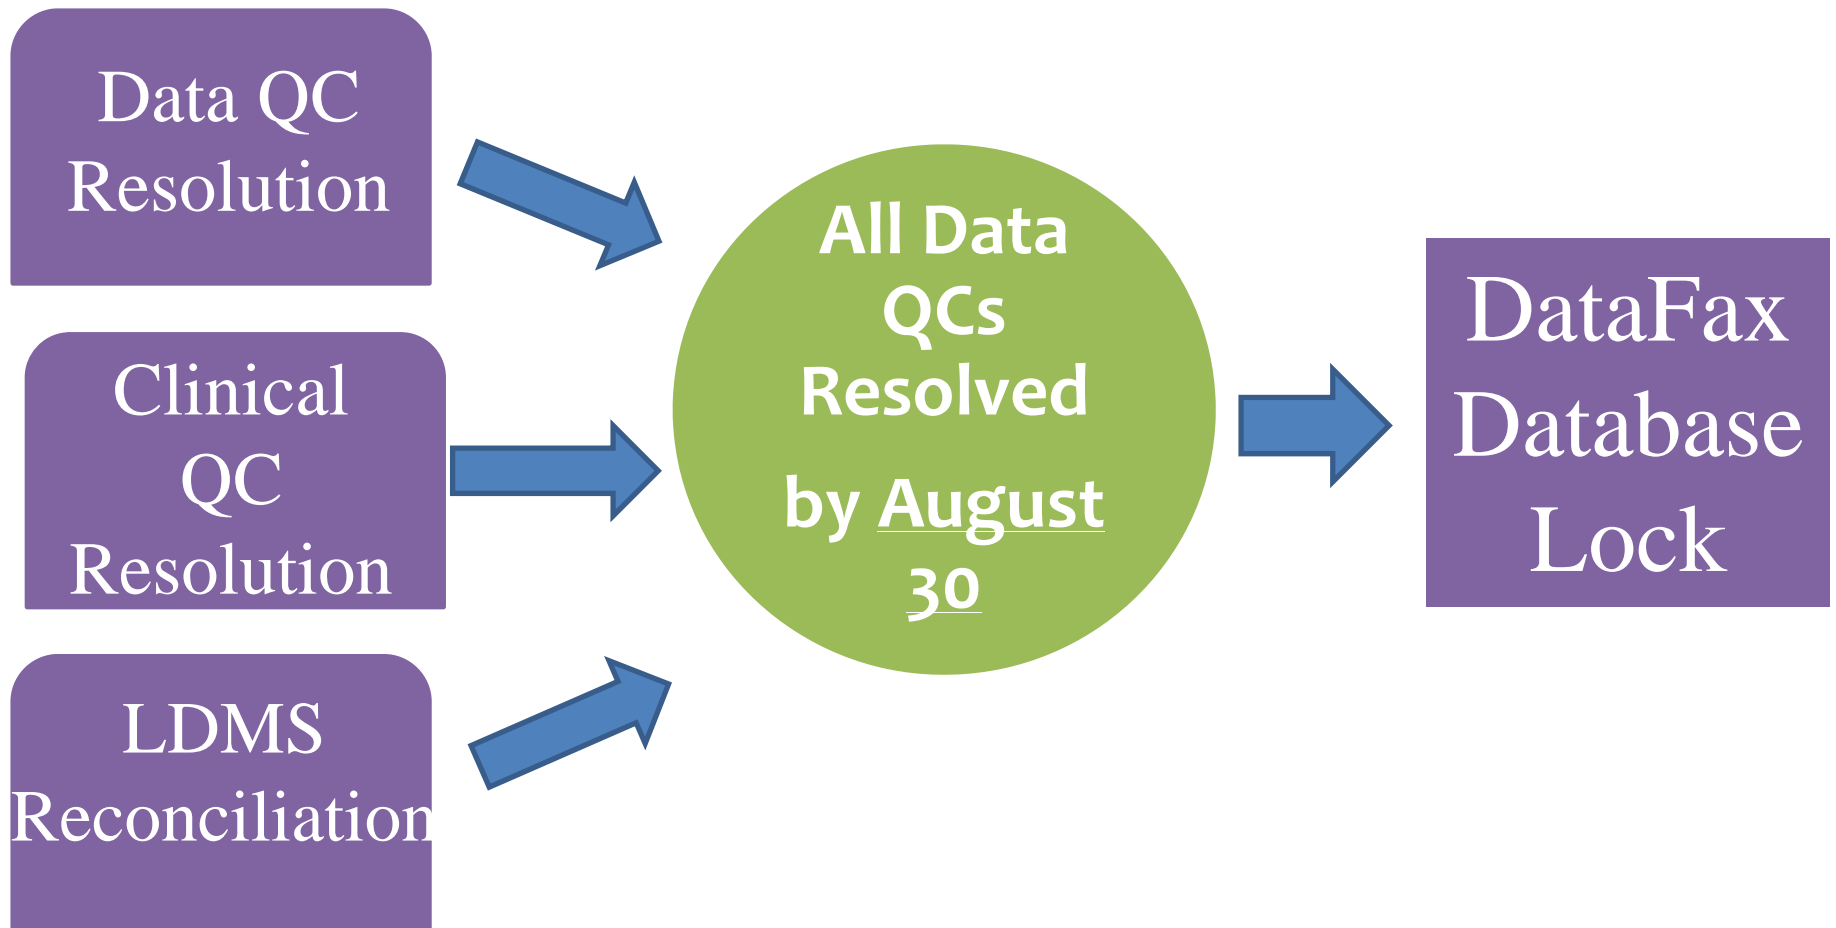 Data QC
Resolution
Clinical
QC
Resolution
LDMS
Reconciliation
All Data
QCs
Resolved
by August
30
DataFax
Database
Lock